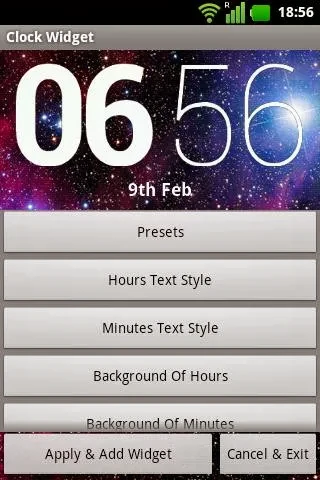 R 18:56
Clock Widget
06 56
9th Feb
Presets
Hours Text Style
Minutes Text Style
Background Of Hours
Background Of Minutes
Apply & Add Widget Cancel & Exit